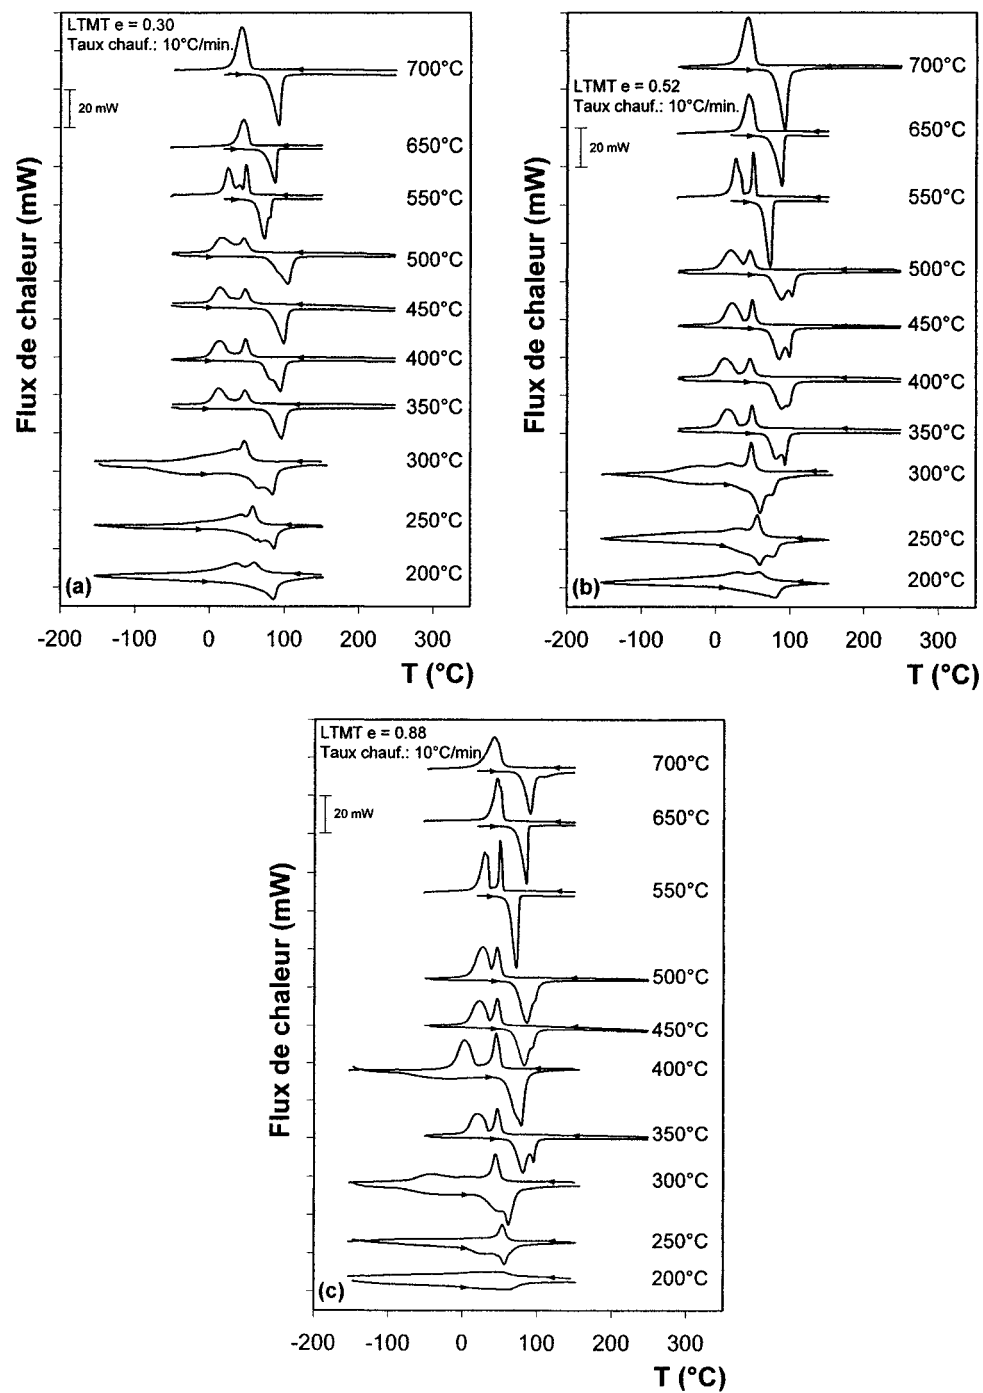 LTMT e = 0.30
Taux chauf.: 10°C/min.
20 mW
700°C
650°C
550°C
500°C
450°C
400°C
350°C
300°C
250°C
200°C
(a)
Flux de chaleur (mW)
-200 -100 0 100 200 300
T (°C)
LTMT e = 0.52
Taux chauf.: 10°C/min.
20 mW
700°C
650°C
550°C
500°C
450°C
400°C
350°C
300°C
250°C
200°C
(b)
Flux de chaleur (mW)
-200 -100 0 100 200 300
T (°C)
LTMT e = 0.88
Taux chauf.: 10°C/min
20 mW
700°C
650°C
550°C
500°C
450°C
400°C
350°C
300°C
250°C
200°C
(c)
Flux de chaleur (mW)
-200 -100 0 100 200 300
T (°C)